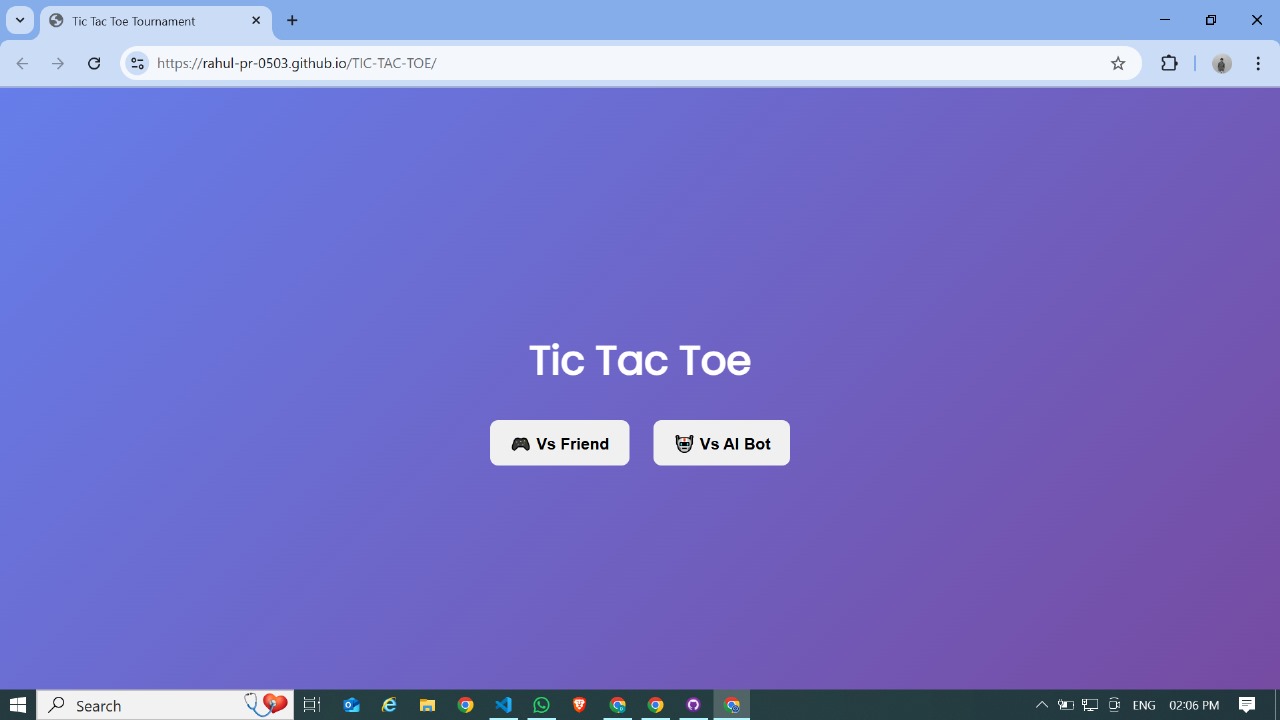 Tic Tac Toe Tournament
https://rahul-pr-0503.github.io/TIC-TAC-TOE/
Tic Tac Toe
Vs Friend
Vs AI Bot
Search
ENG
02:06 PM